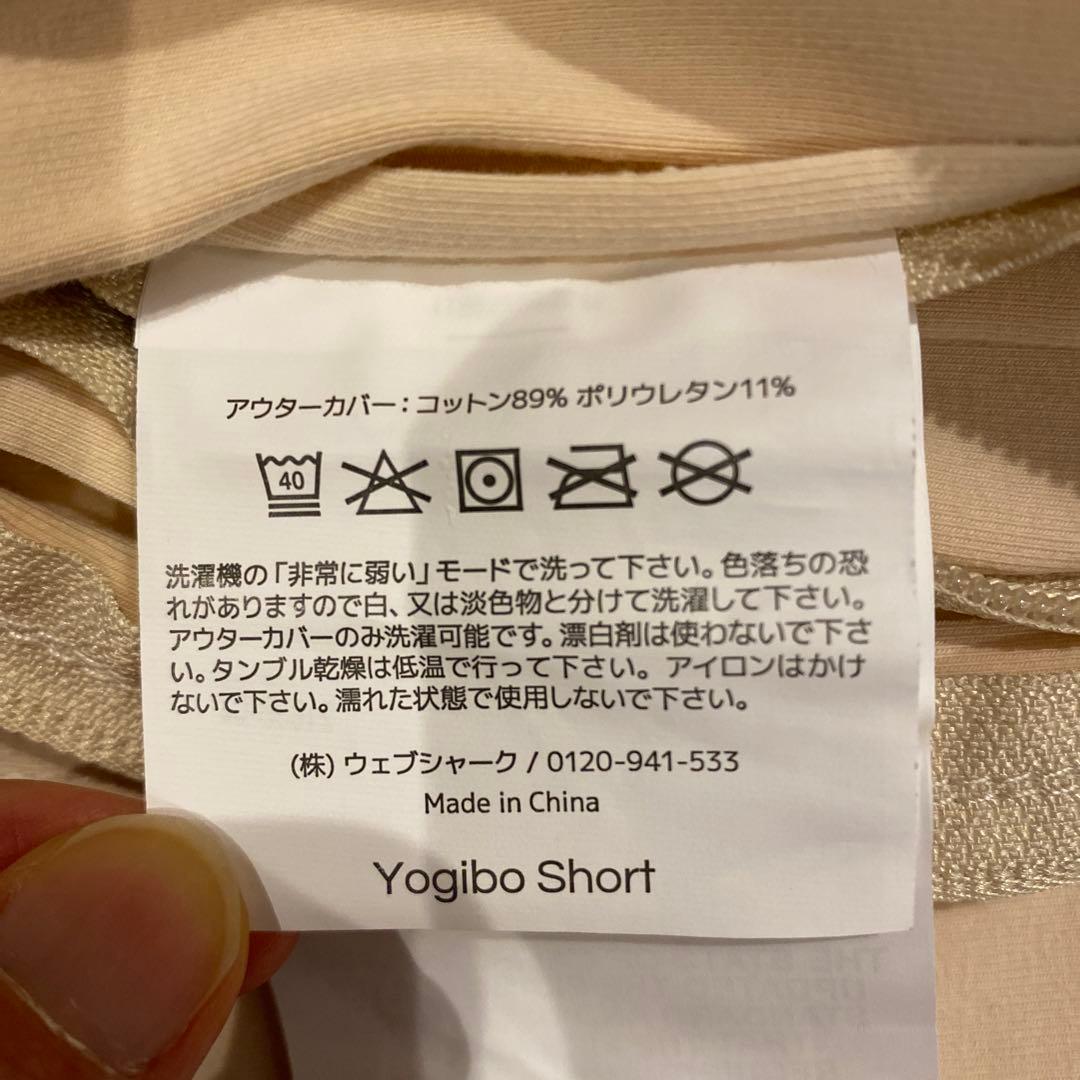 アウターカバー：コットン89% ポリウレタン11%
40
洗濯機の「非常に弱い」モードで洗って下さい。色落ちの恐
れがありますので白、又は淡色物と分けて洗濯して下さい。
アウターカバーのみ洗濯可能です。漂白剤は使わないで下さ
い。タンブル乾燥は低温で行って下さい。 アイロンはかけ
ないで下さい。濡れた状態で使用しないで下さい。
(株) ウェブシャーク / 0120-941-533
Made in China
Yogibo Short